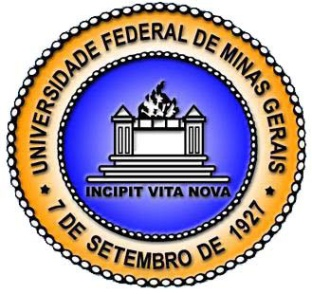 UNIVERSIDADE FEDERAL DE MINAS GERAIS
INCIPIT VITA NOVA
★ 7 DE SETEMBRO DE 1927 ★